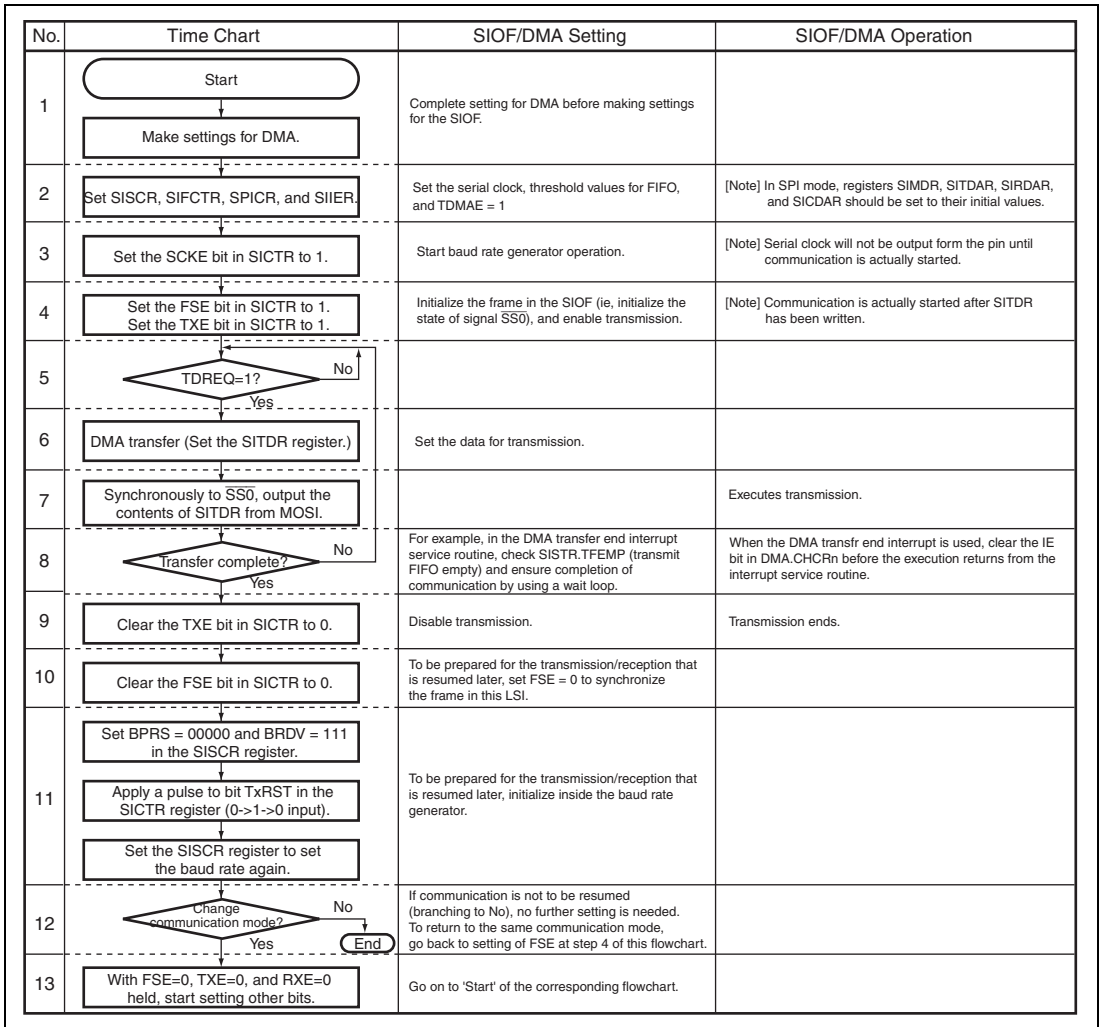 No.
Time Chart
SIOF/DMA Setting
SIOF/DMA Operation
1
Start
Make settings for DMA.
Complete setting for DMA before making settings
for the SIOF.
2
Set SISCR, SIFCTR, SPICR, and SIIER.
Set the serial clock, threshold values for FIFO,
and TDMAE = 1
[Note] In SPI mode, registers SIMDR, SITDAR, SIRDAR,
and SICDAR should be set to their initial values.
3
Set the SCKE bit in SICTR to 1.
Start baud rate generator operation.
[Note] Serial clock will not be output form the pin until
communication is actually started.
4
Set the FSE bit in SICTR to 1.
Set the TXE bit in SICTR to 1.
Initialize the frame in the SIOF (ie, initialize the
state of signal S̅S̅0̅), and enable transmission.
[Note] Communication is actually started after SITDR
has been written.
5
TDREQ=1?
No
Yes
6
DMA transfer (Set the SITDR register.)
Set the data for transmission.
7
Synchronously to S̅S̅0̅, output the
contents of SITDR from MOSI.
Executes transmission.
8
Transfer complete?
No
Yes
For example, in the DMA transfer end interrupt
service routine, check SISTR.TFEMP (transmit
FIFO empty) and ensure completion of
communication by using a wait loop.
When the DMA transfr end interrupt is used, clear the IE
bit in DMA.CHCRn before the execution returns from the
interrupt service routine.
9
Clear the TXE bit in SICTR to 0.
Disable transmission.
Transmission ends.
10
Clear the FSE bit in SICTR to 0.
To be prepared for the transmission/reception that
is resumed later, set FSE = 0 to synchronize
the frame in this LSI.
11
Set BPRS = 00000 and BRDV = 111
in the SISCR register.
Apply a pulse to bit TxRST in the
SICTR register (0->1->0 input).
Set the SISCR register to set
the baud rate again.
To be prepared for the transmission/reception that
is resumed later, initialize inside the baud rate
generator.
12
Change
communication mode?
No
Yes
End
If communication is not to be resumed
(branching to No), no further setting is needed.
To return to the same communication mode,
go back to setting of FSE at step 4 of this flowchart.
13
With FSE=0, TXE=0, and RXE=0
held, start setting other bits.
Go on to 'Start' of the corresponding flowchart.